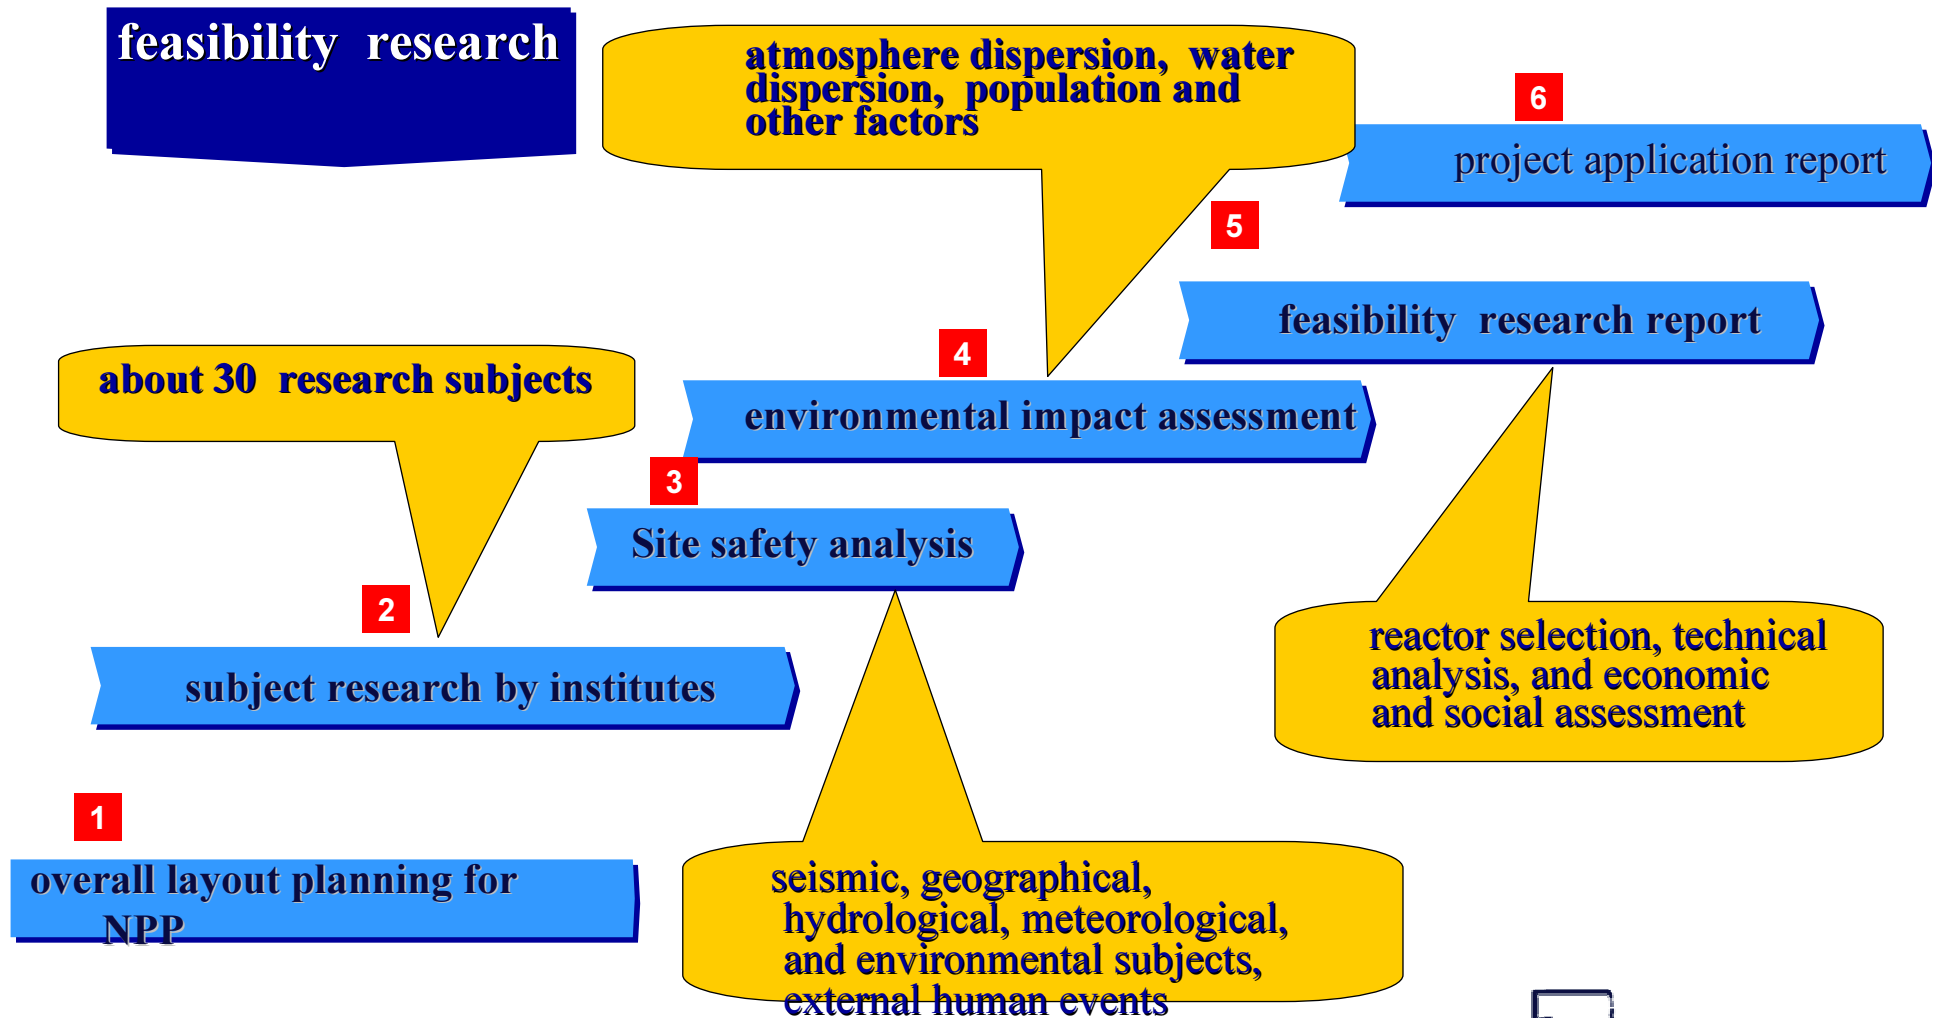 feasibility research
atmosphere dispersion, water
dispersion, population and
other factors
6
project application report
5
feasibility research report
4
environmental impact assessment
about 30 research subjects
3
Site safety analysis
2
subject research by institutes
reactor selection, technical
analysis, and economic
and social assessment
1
overall layout planning for
NPP
seismic, geographical,
hydrological, meteorological,
and environmental subjects,
external human events